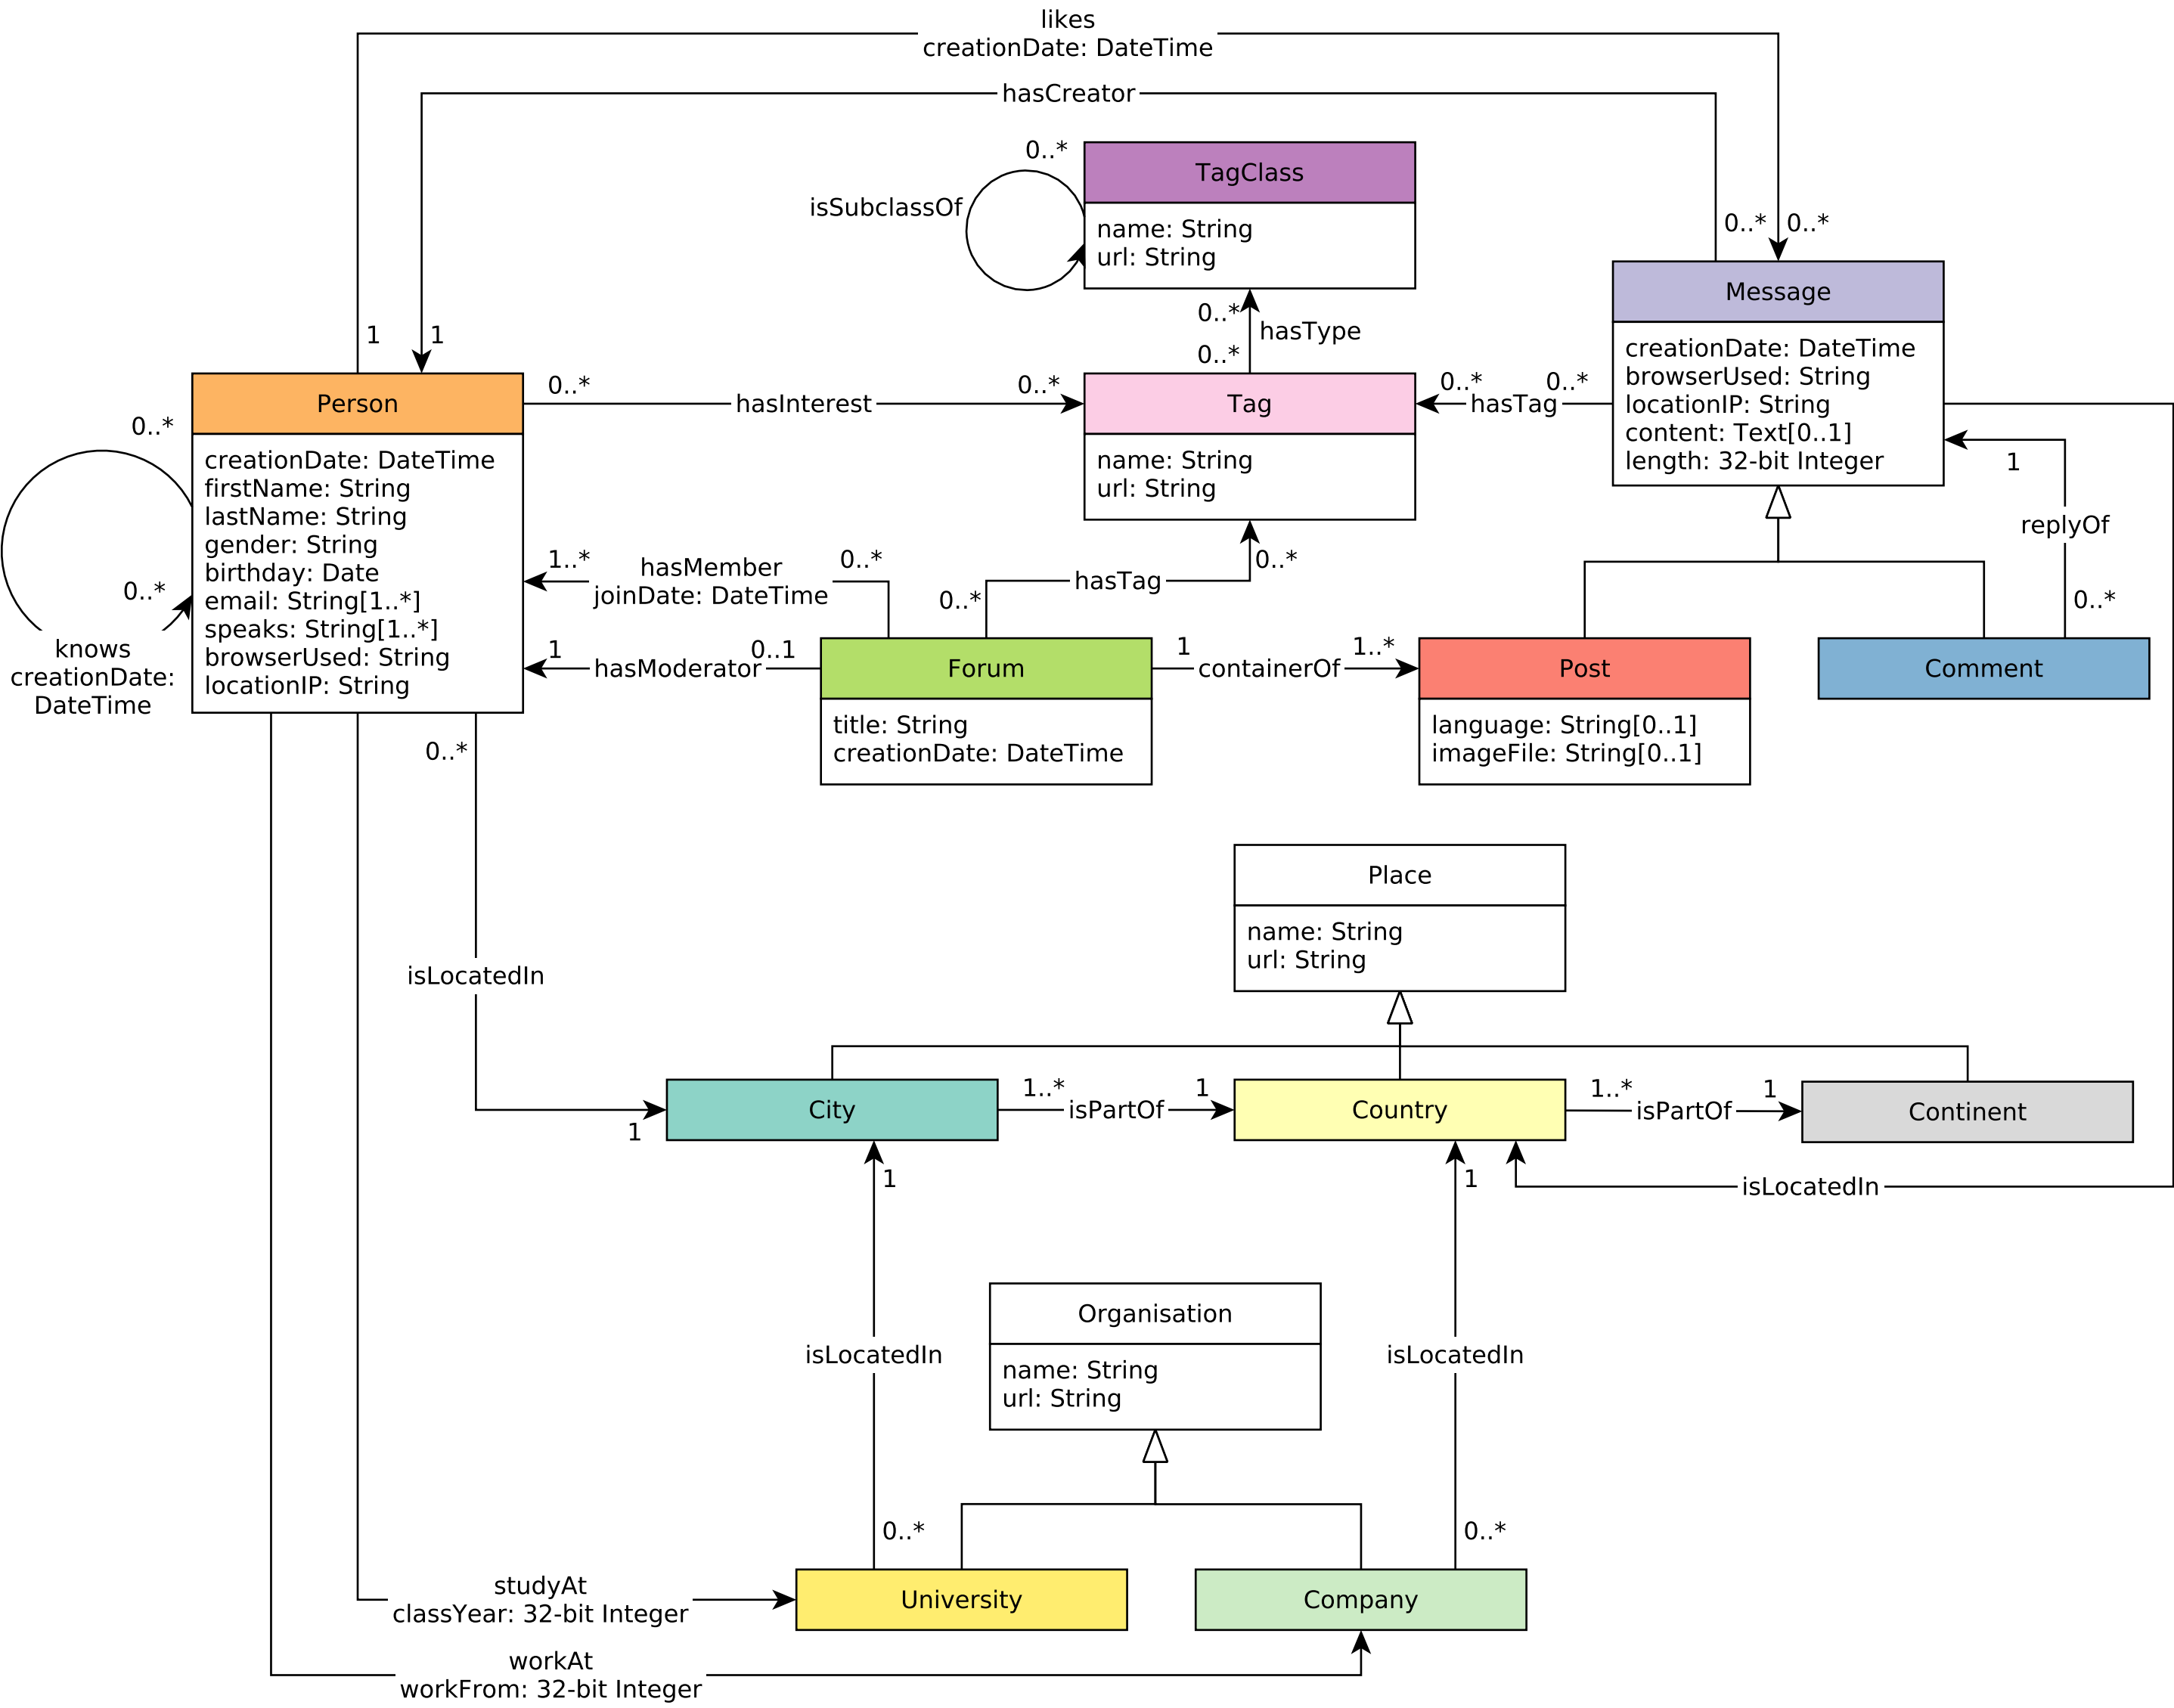 likes
creationDate: DateTime
hasCreator
0..*
TagClass
isSubclassOf
name: String
url: String
0..*
0..*
0..*
hasType
0..*
Message
creationDate: DateTime
browserUsed: String
locationIP: String
content: Text[0..1]
length: 32-bit Integer
1
1
Person
0..*
hasInterest
0..*
Tag
0..*
hasTag
0..*
name: String
url: String
0..*
creationDate: DateTime
firstName: String
lastName: String
gender: String
birthday: Date
email: String[1..*]
speaks: String[1..*]
browserUsed: String
locationIP: String
0..*
knows
creationDate:
DateTime
1
replyOf
0..*
1..*
hasMember
joinDate: DateTime
0..*
0..*
hasTag
0..*
1
hasModerator
0..1
Forum
title: String
creationDate: DateTime
1
containerOf
1..*
Post
language: String[0..1]
imageFile: String[0..1]
Comment
0..*
isLocatedIn
1
Place
name: String
url: String
City
1..*
isPartOf
1
Country
1..*
isPartOf
1
Continent
isLocatedIn
1
isLocatedIn
0..*
1
isLocatedIn
0..*
Organisation
name: String
url: String
University
Company
studyAt
classYear: 32-bit Integer
workAt
workFrom: 32-bit Integer